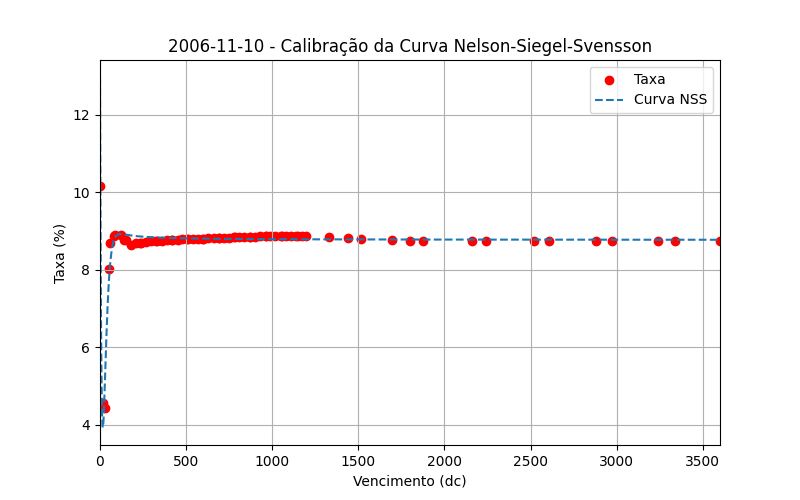 2006-11-10 - Calibração da Curva Nelson-Siegel-Svensson
Taxa
Curva NSS
Taxa (%)
12
10
8
6
4
0 500 1000 1500 2000 2500 3000 3500
Vencimento (dc)